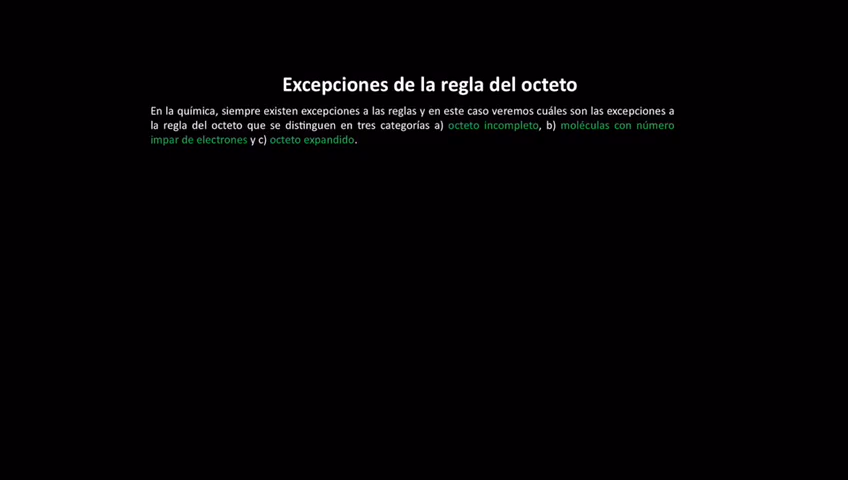 Excepciones de la regla del octeto
En la química, siempre existen excepciones a las reglas y en este caso veremos cuáles son las excepciones a
la regla del octeto que se distinguen en tres categorías a) octeto incompleto, b) moléculas con número
impar de electrones y c) octeto expandido.